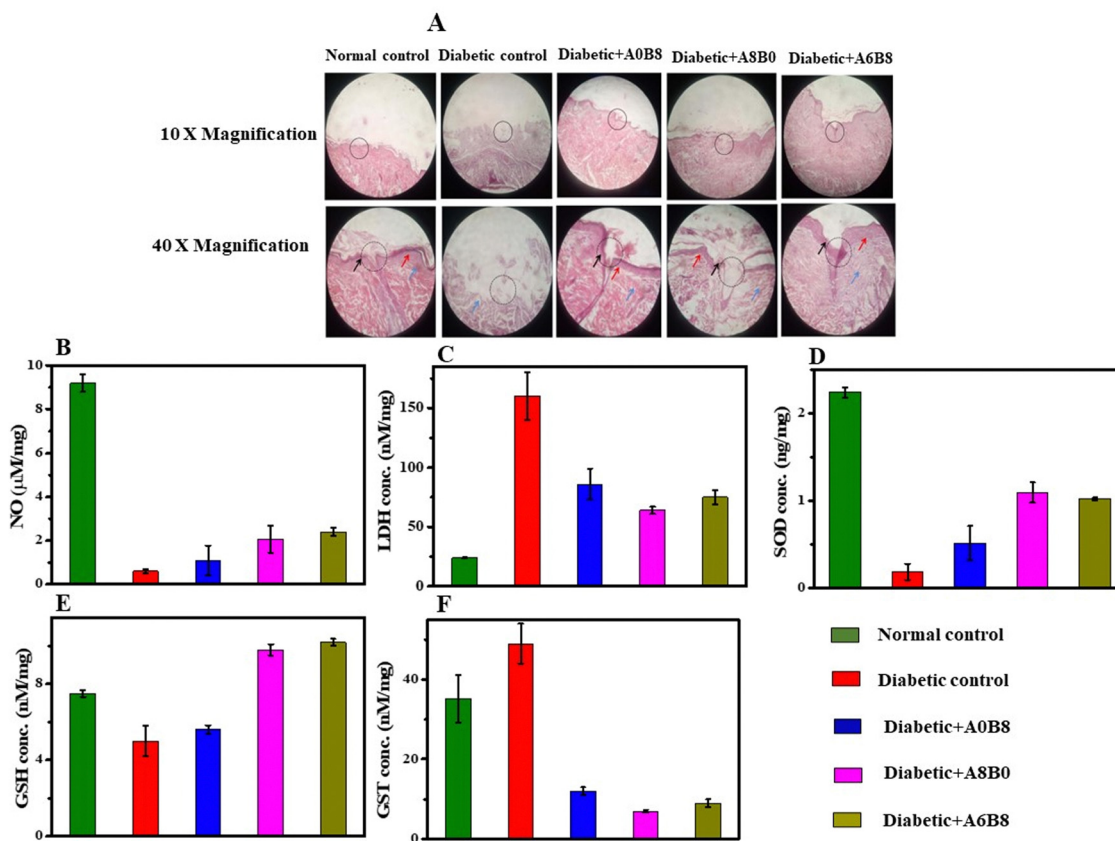 A
Normal control Diabetic control Diabetic+A0B8 Diabetic+A8B0 Diabetic+A6B8
10 X Magnification
40 X Magnification
B
NO (µM/mg)
10
8
6
4
2
0
C
LDH conc. (nM/mg)
150
100
50
0
D
SOD conc. (ng/mg)
2
1
0
E
GSH conc. (nM/mg)
8
4
0
F
GST conc. (nM/mg)
40
20
0
Normal control
Diabetic control
Diabetic+A0B8
Diabetic+A8B0
Diabetic+A6B8